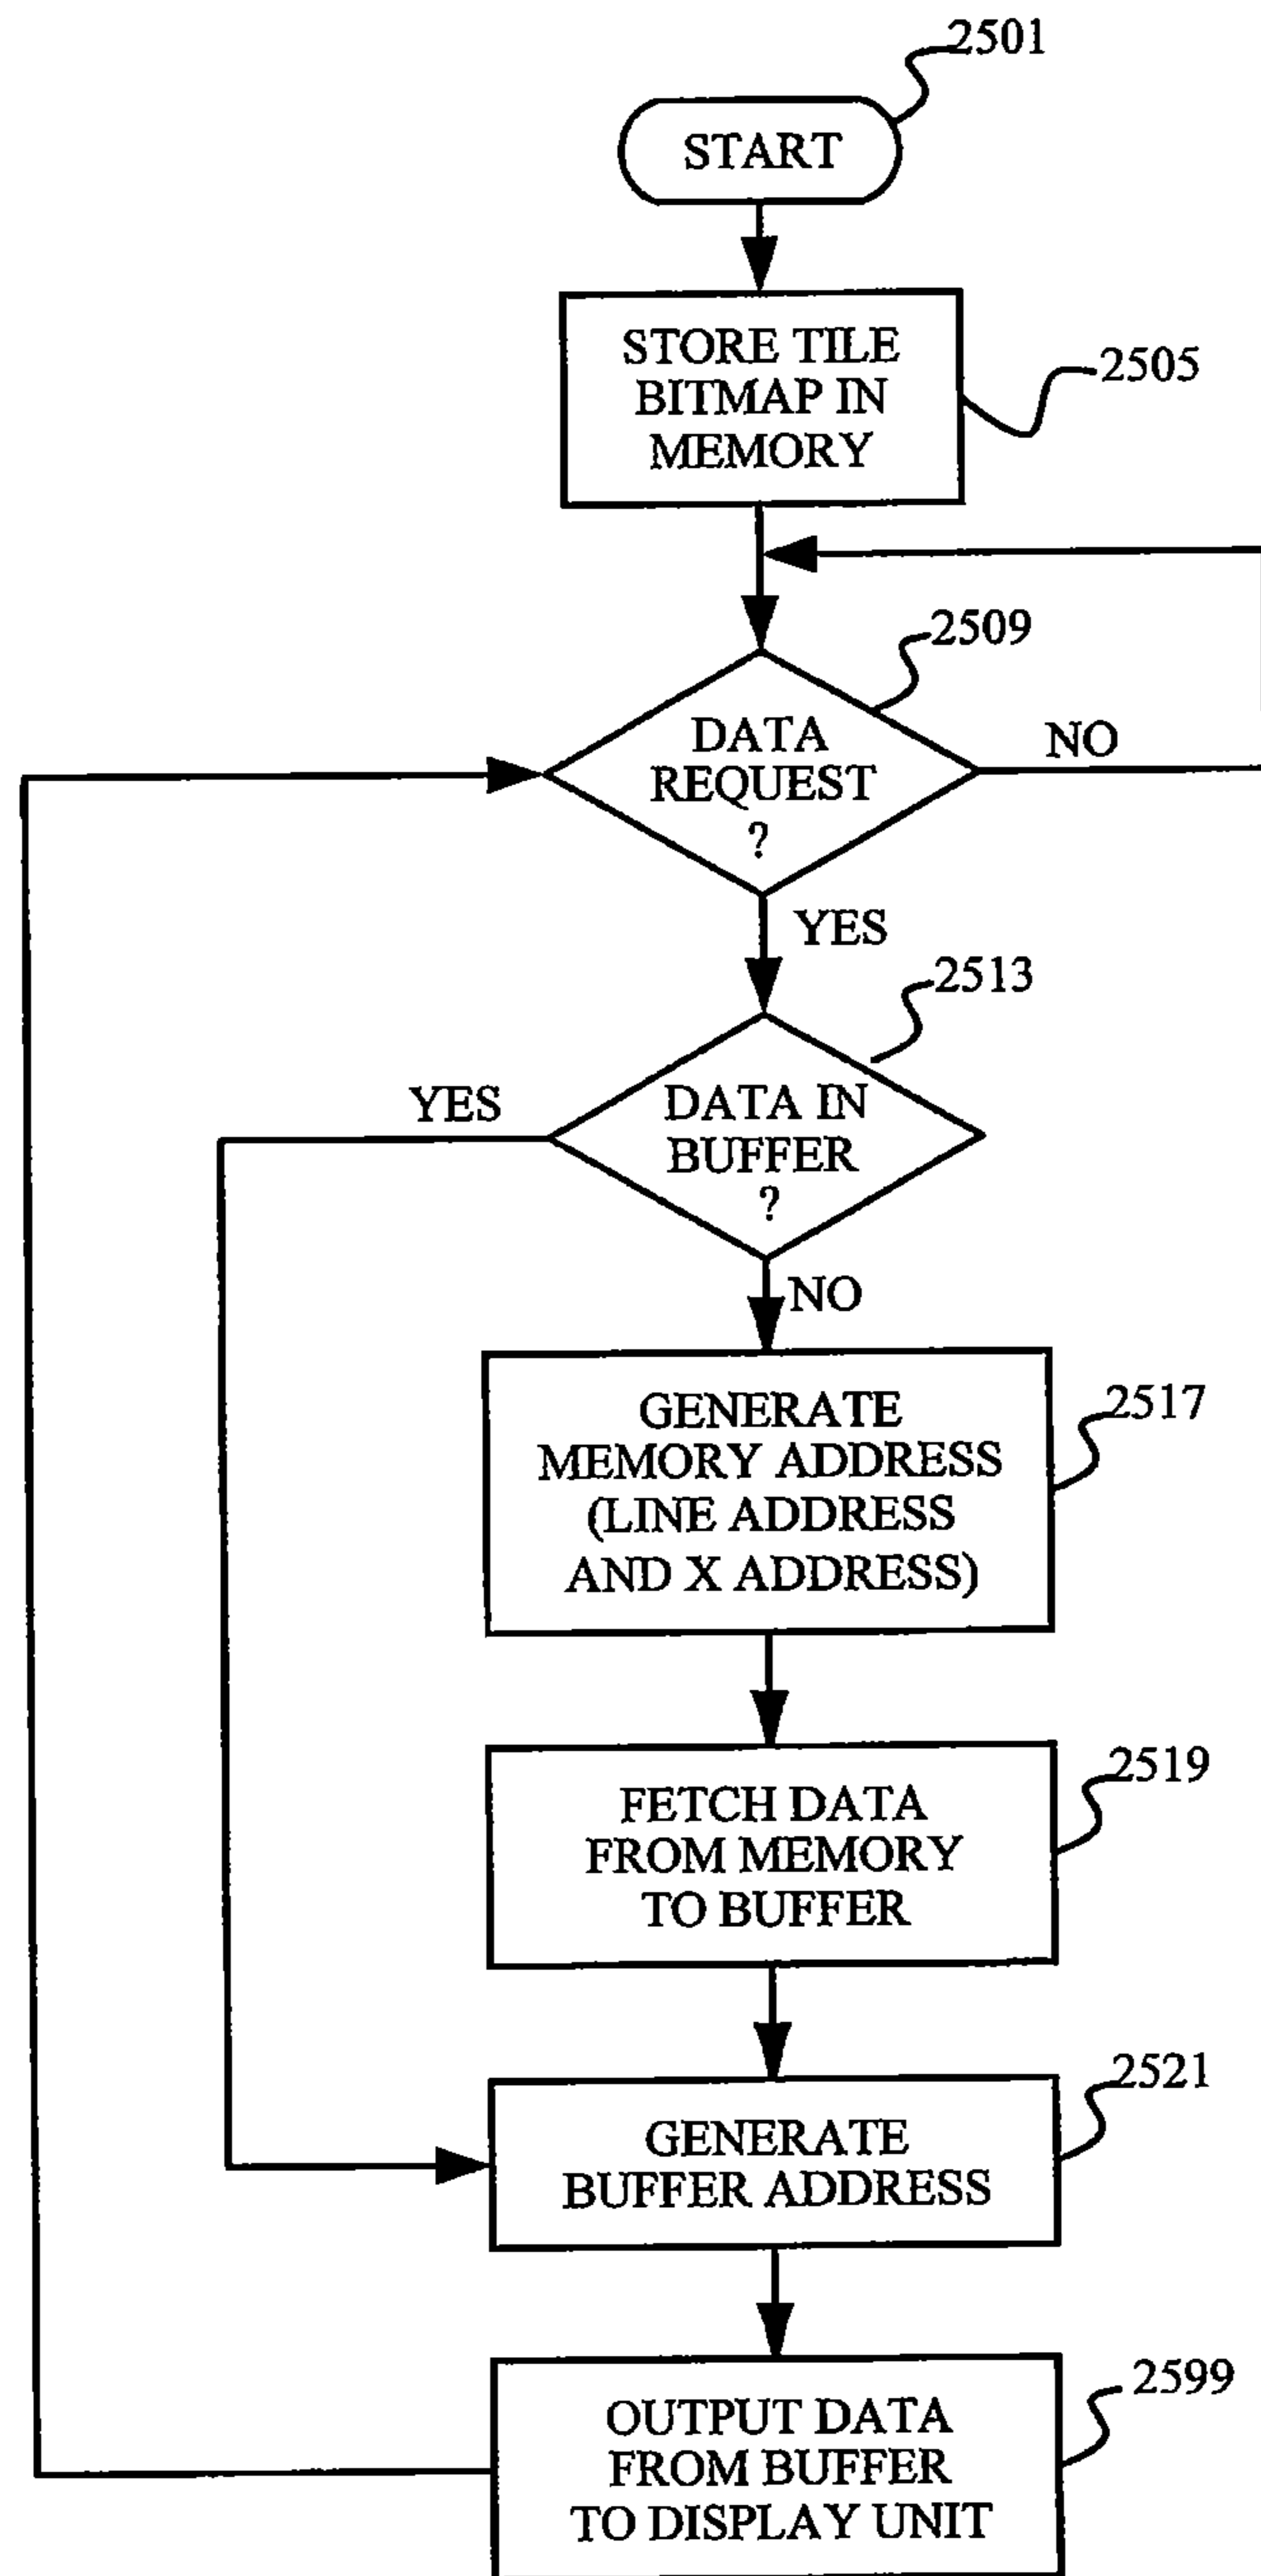 2501
START
STORE TILE
BITMAP IN
MEMORY
2505
2509
DATA
REQUEST
?
NO
YES
2513
YES
DATA IN
BUFFER
?
NO
GENERATE
MEMORY ADDRESS
(LINE ADDRESS
AND X ADDRESS)
2517
FETCH DATA
FROM MEMORY
TO BUFFER
2519
GENERATE
BUFFER ADDRESS
2521
OUTPUT DATA
FROM BUFFER
TO DISPLAY UNIT
2599